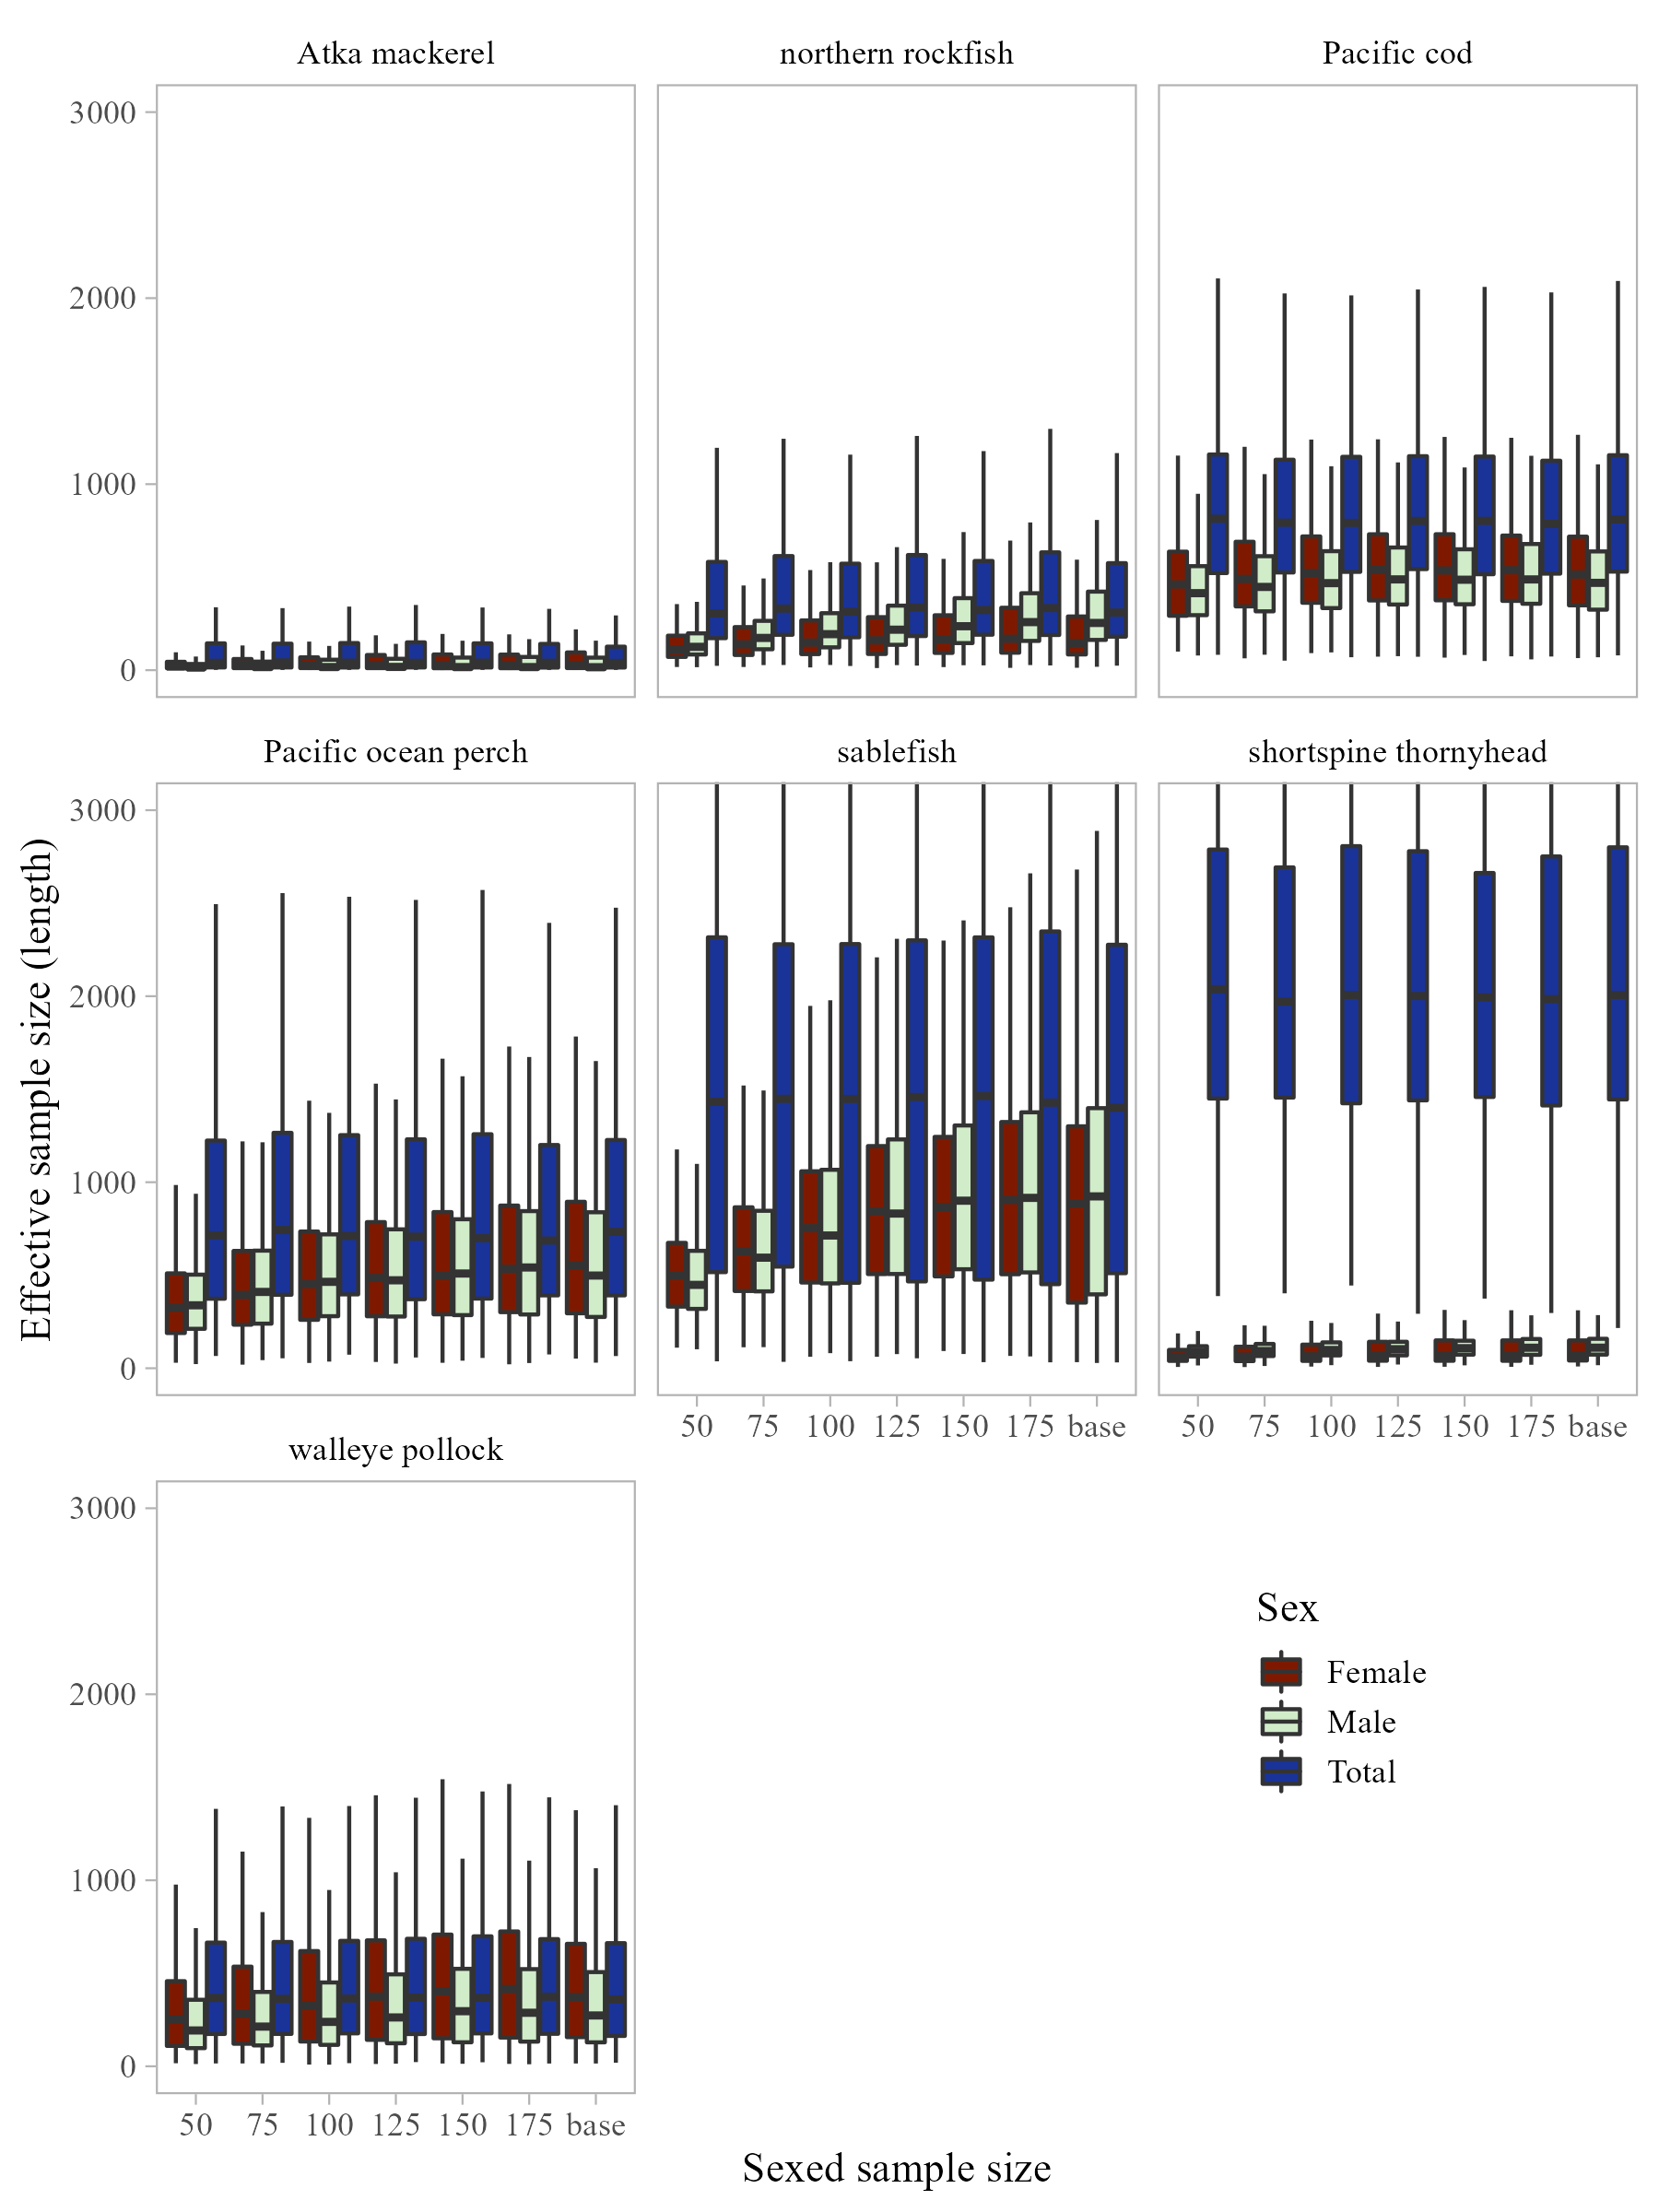 Atka mackerel
northern rockfish
Pacific cod
3000
2000
1000
0
Pacific ocean perch
sablefish
shortspine thornyhead
3000
2000
1000
0
50 75 100 125 150 175 base
50 75 100 125 150 175 base
walleye pollock
3000
2000
1000
0
50 75 100 125 150 175 base
Effective sample size (length)
Sexed sample size
Sex
Female
Male
Total